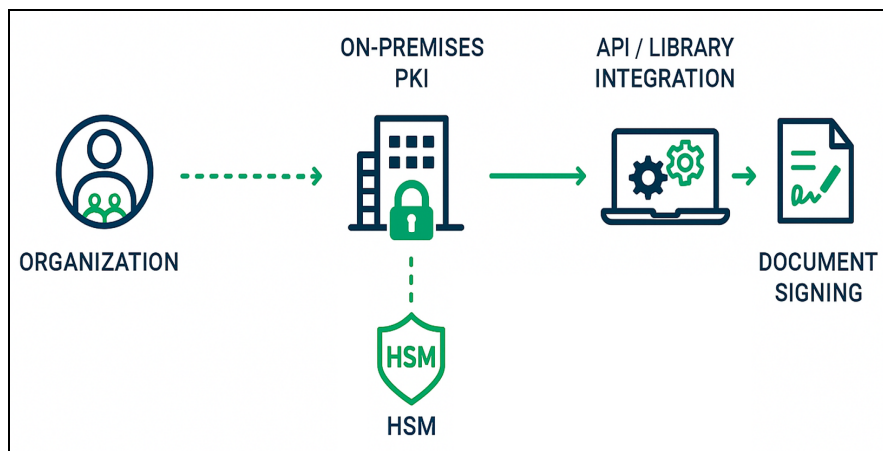 ON-PREMISES
PKI
API / LIBRARY
INTEGRATION
ORGANIZATION
DOCUMENT
SIGNING
HSM
HSM